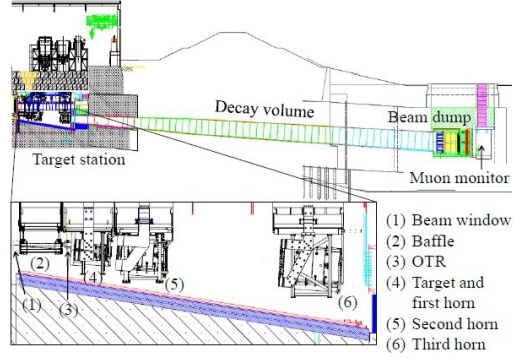 Decay volume
Beam dump
Target station
Muon monitor
(1) Beam window
(2) Baffle
(3) OTR
(4) Target and
first horn
(5) Second horn
(6) Third horn
(2)
(4)
(5)
(6)
(1)
(3)